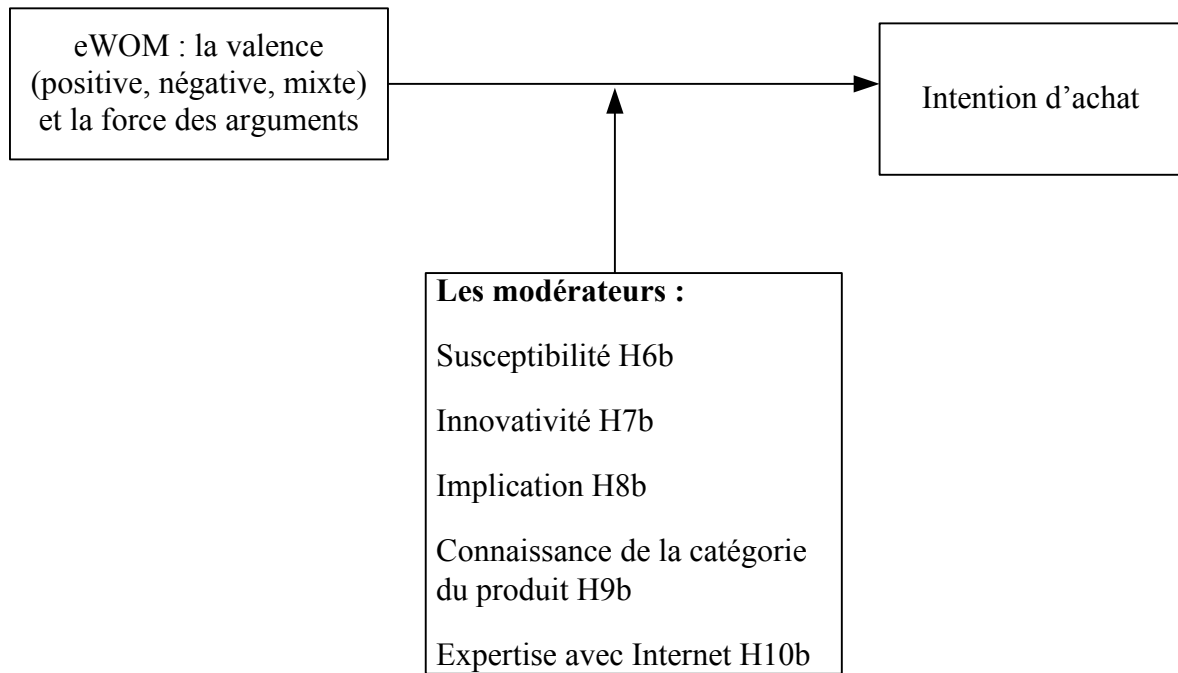 eWOM : la valence
(positive, négative, mixte)
et la force des arguments
Intention d’achat
Les modérateurs :
Susceptibilité H6b
Innovativité H7b
Implication H8b
Connaissance de la catégorie
du produit H9b
Expertise avec Internet H10b